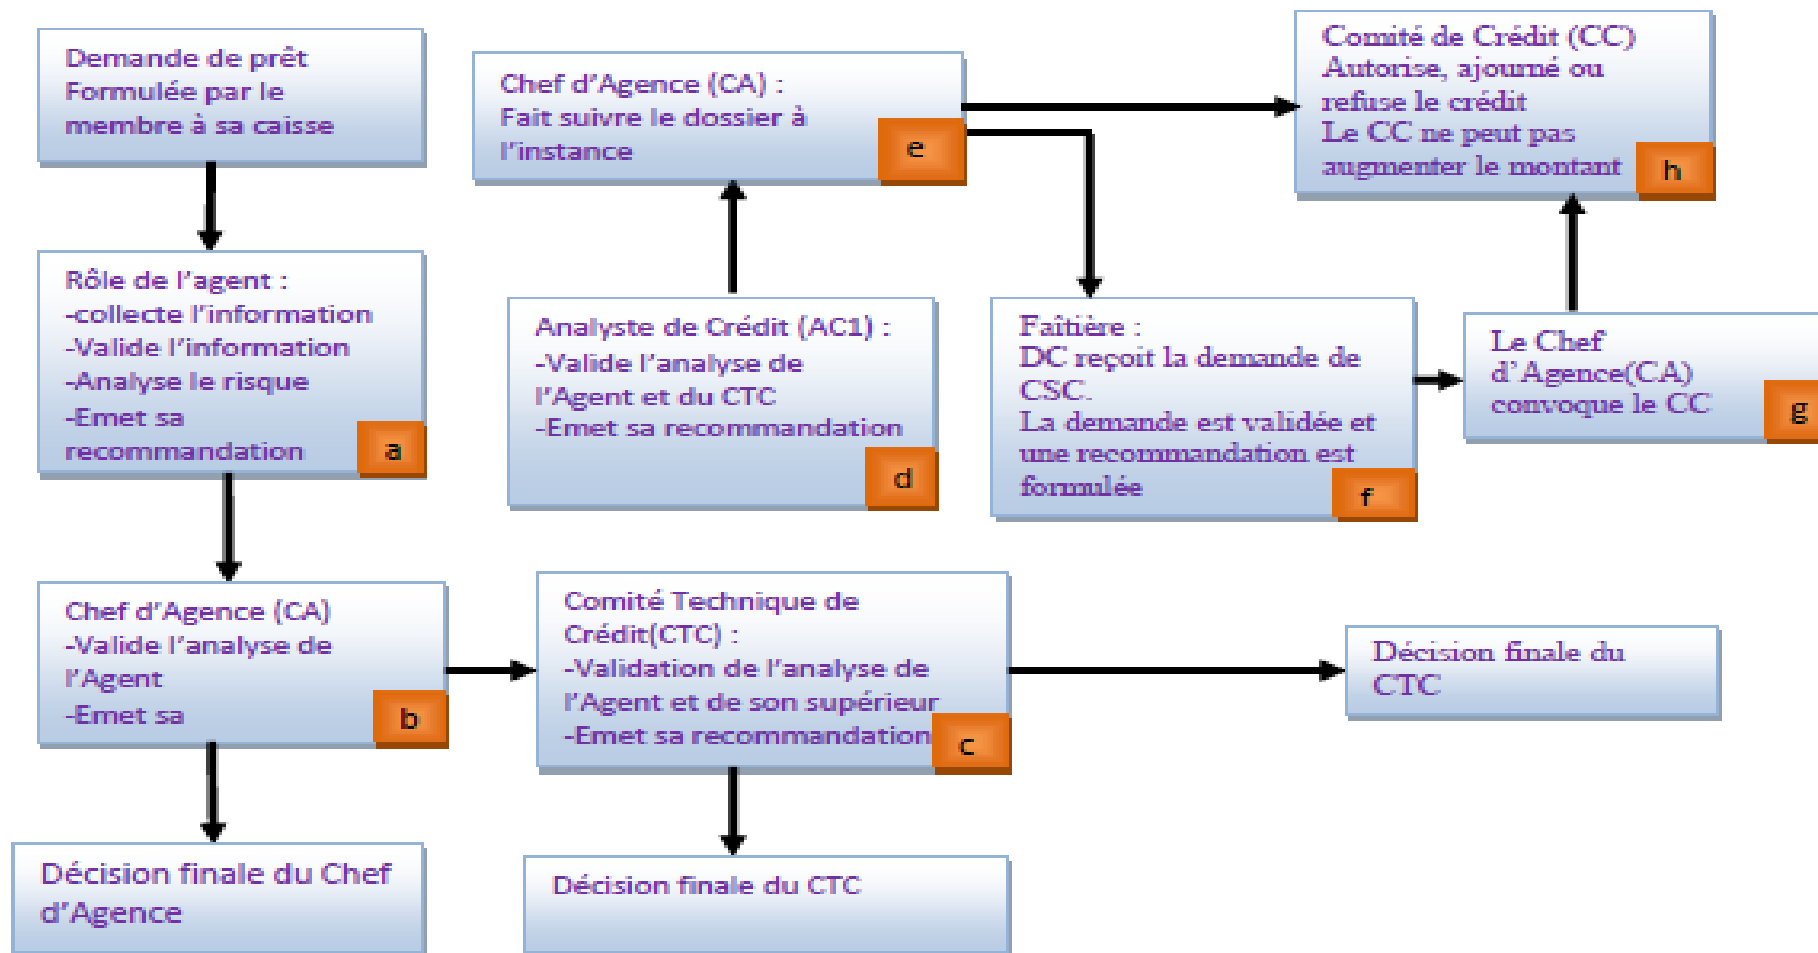 Demande de prêt
Formulée par le
membre à sa caisse
Rôle de l'agent :
-collecte l'information
-Valide l'information
-Analyse le risque
-Emet sa
recommandation
a
Chef d'Agence (CA)
-Valide l'analyse de
l'Agent
-Emet sa
b
Décision finale du Chef
d'Agence
Comité Technique de
Crédit(CTC) :
-Validation de l'analyse de
l'Agent et de son supérieur
-Emet sa recommandation
c
Décision finale du CTC
Décision finale du
CTC
Analyste de Crédit (AC1) :
-Valide l'analyse de
l'Agent et du CTC
-Emet sa recommandation
d
Chef d'Agence (CA) :
Fait suivre le dossier à
l'instance
e
Faîtière :
DC reçoit la demande de
CSC.
La demande est validée et
une recommandation est
formulée
f
Le Chef
d'Agence(CA)
convoque le CC
g
Comité de Crédit (CC)
Autorise, ajourné ou
refuse le crédit
Le CC ne peut pas
augmenter le montant
h